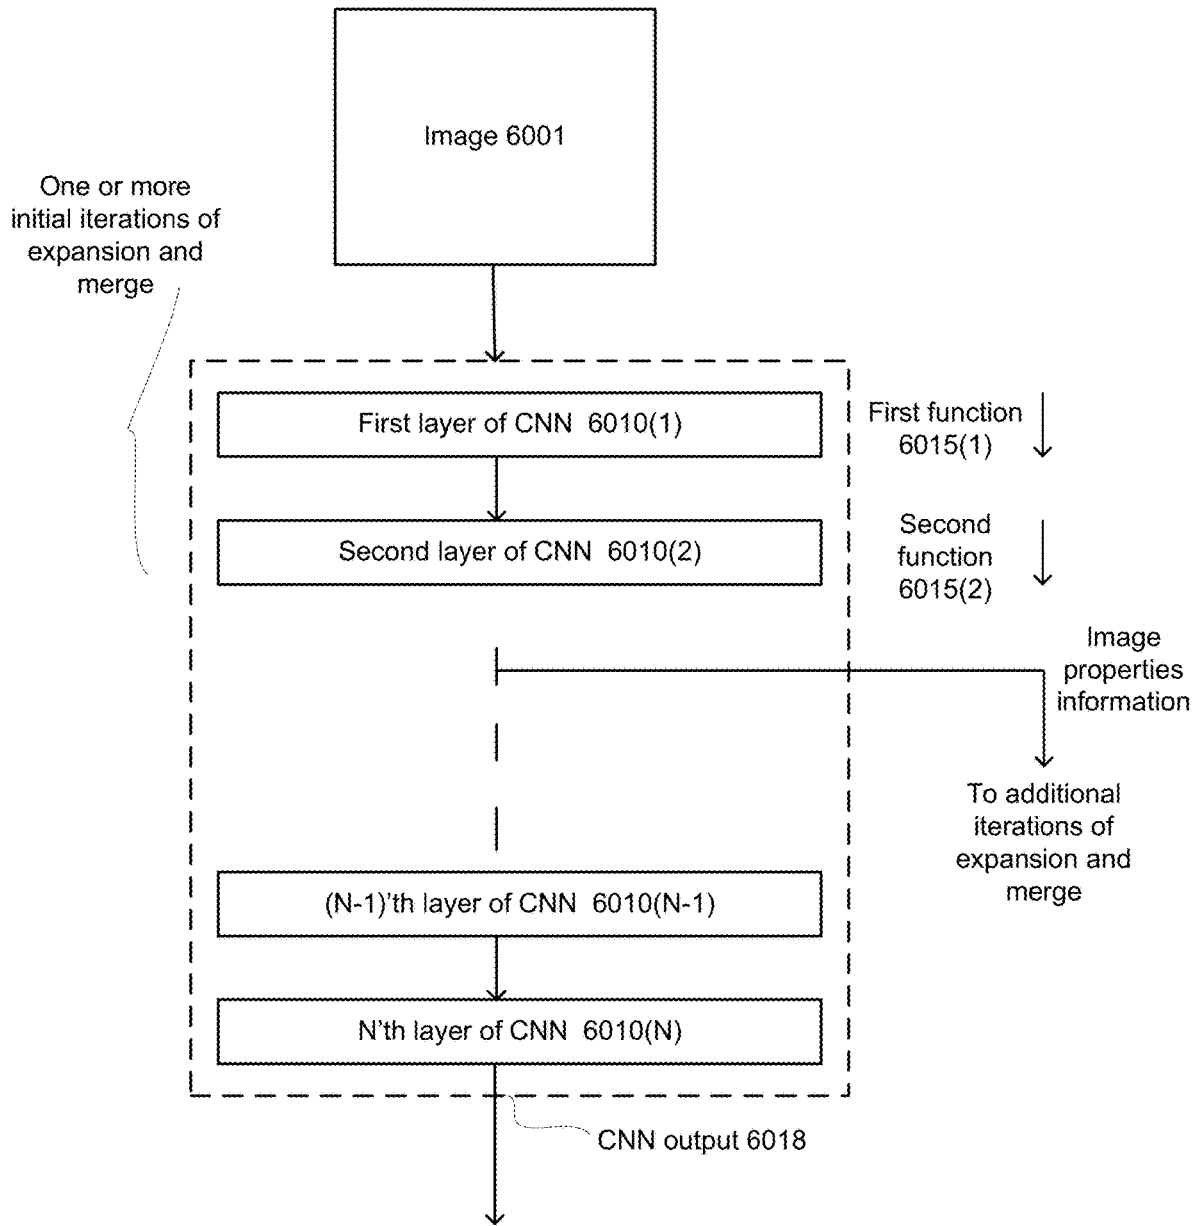 Image 6001
One or more
initial iterations of
expansion and
merge
First layer of CNN 6010(1)
First function
6015(1)
Second layer of CNN 6010(2)
Second
function
6015(2)
Image
properties
information
To additional
iterations of
expansion and
merge
(N-1)'th layer of CNN 6010(N-1)
N'th layer of CNN 6010(N)
CNN output 6018